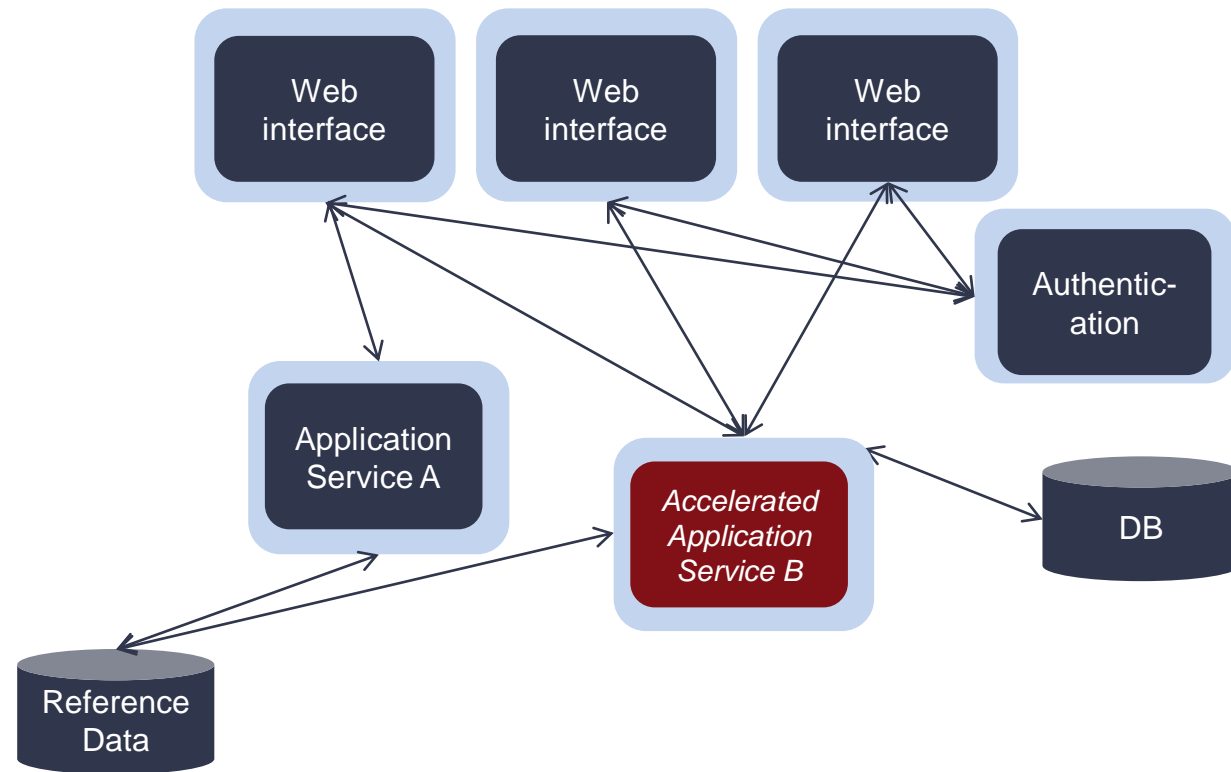 Web
interface
Web
interface
Web
interface
Authentic-
ation
Application
Service A
Accelerated
Application
Service B
DB
Reference
Data